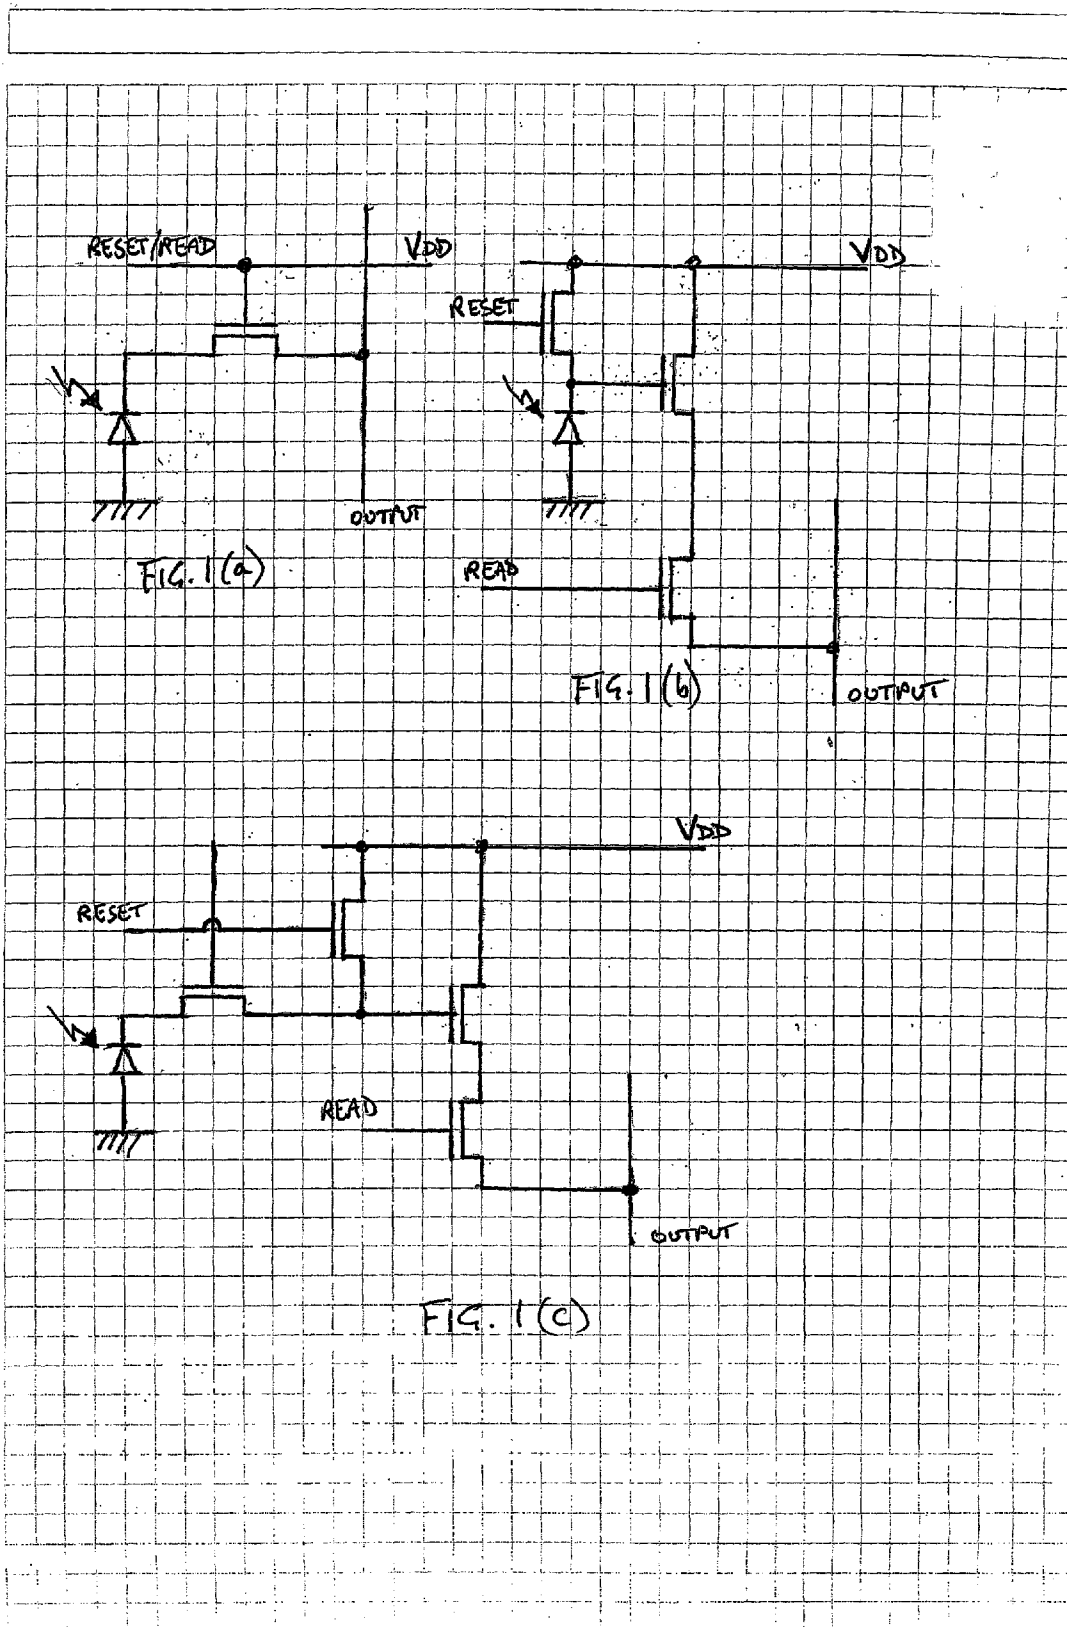 RESET/READ
VDD
OUTPUT
FIG. 1(a)
VDD
RESET
READ
FIG. 1(b)
OUTPUT
VDD
RESET
READ
OUTPUT
FIG. 1(c)